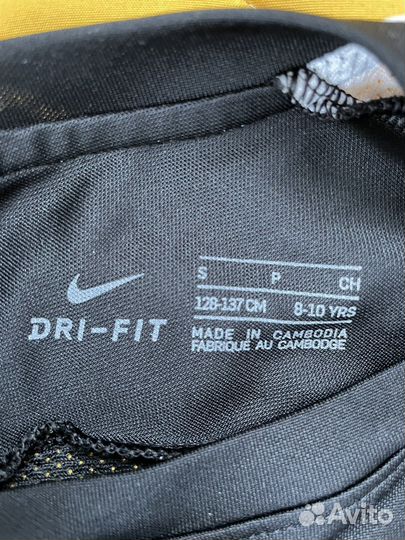 S P CH
128-137 CM 8-10 YRS
DRI-FIT
MADE IN CAMBODIA
FABRIQUE AU CAMBODGE
Avito